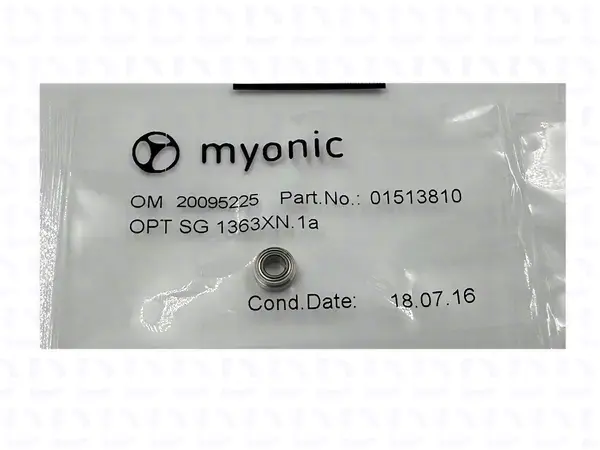 myonic
OM 20095225 Part.No.: 01513810
OPT SG 1363XN.1a
Cond.Date: 18.07.16